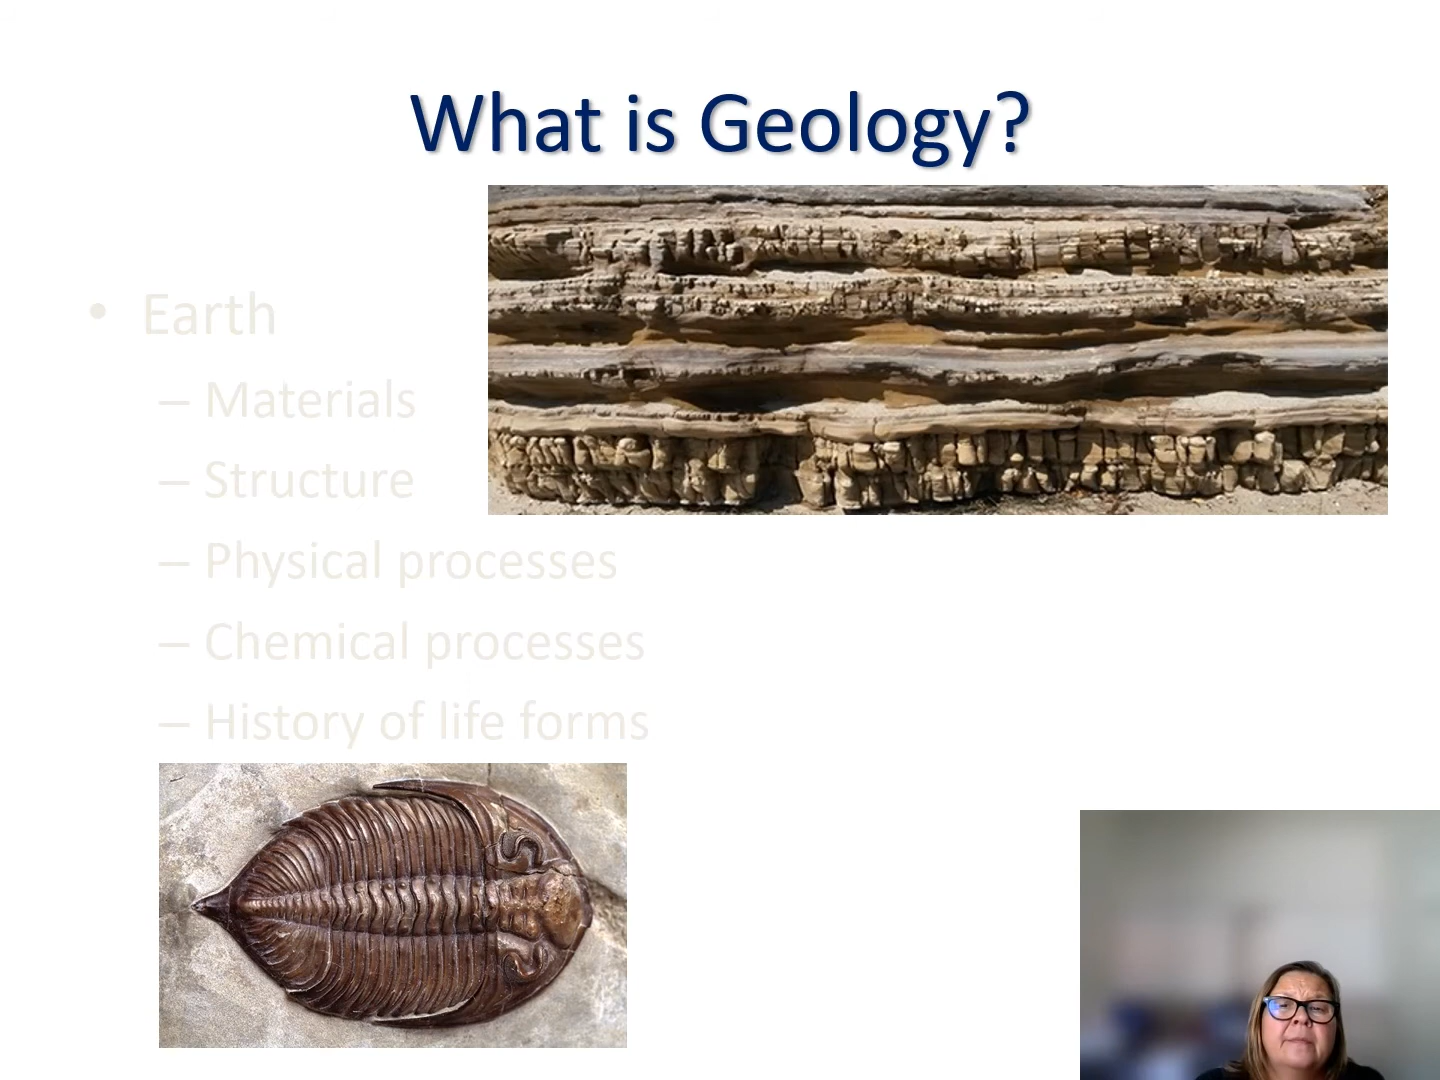 What is Geology?
• Earth
– Materials
– Structure
– Physical processes
– Chemical processes
– History of life forms